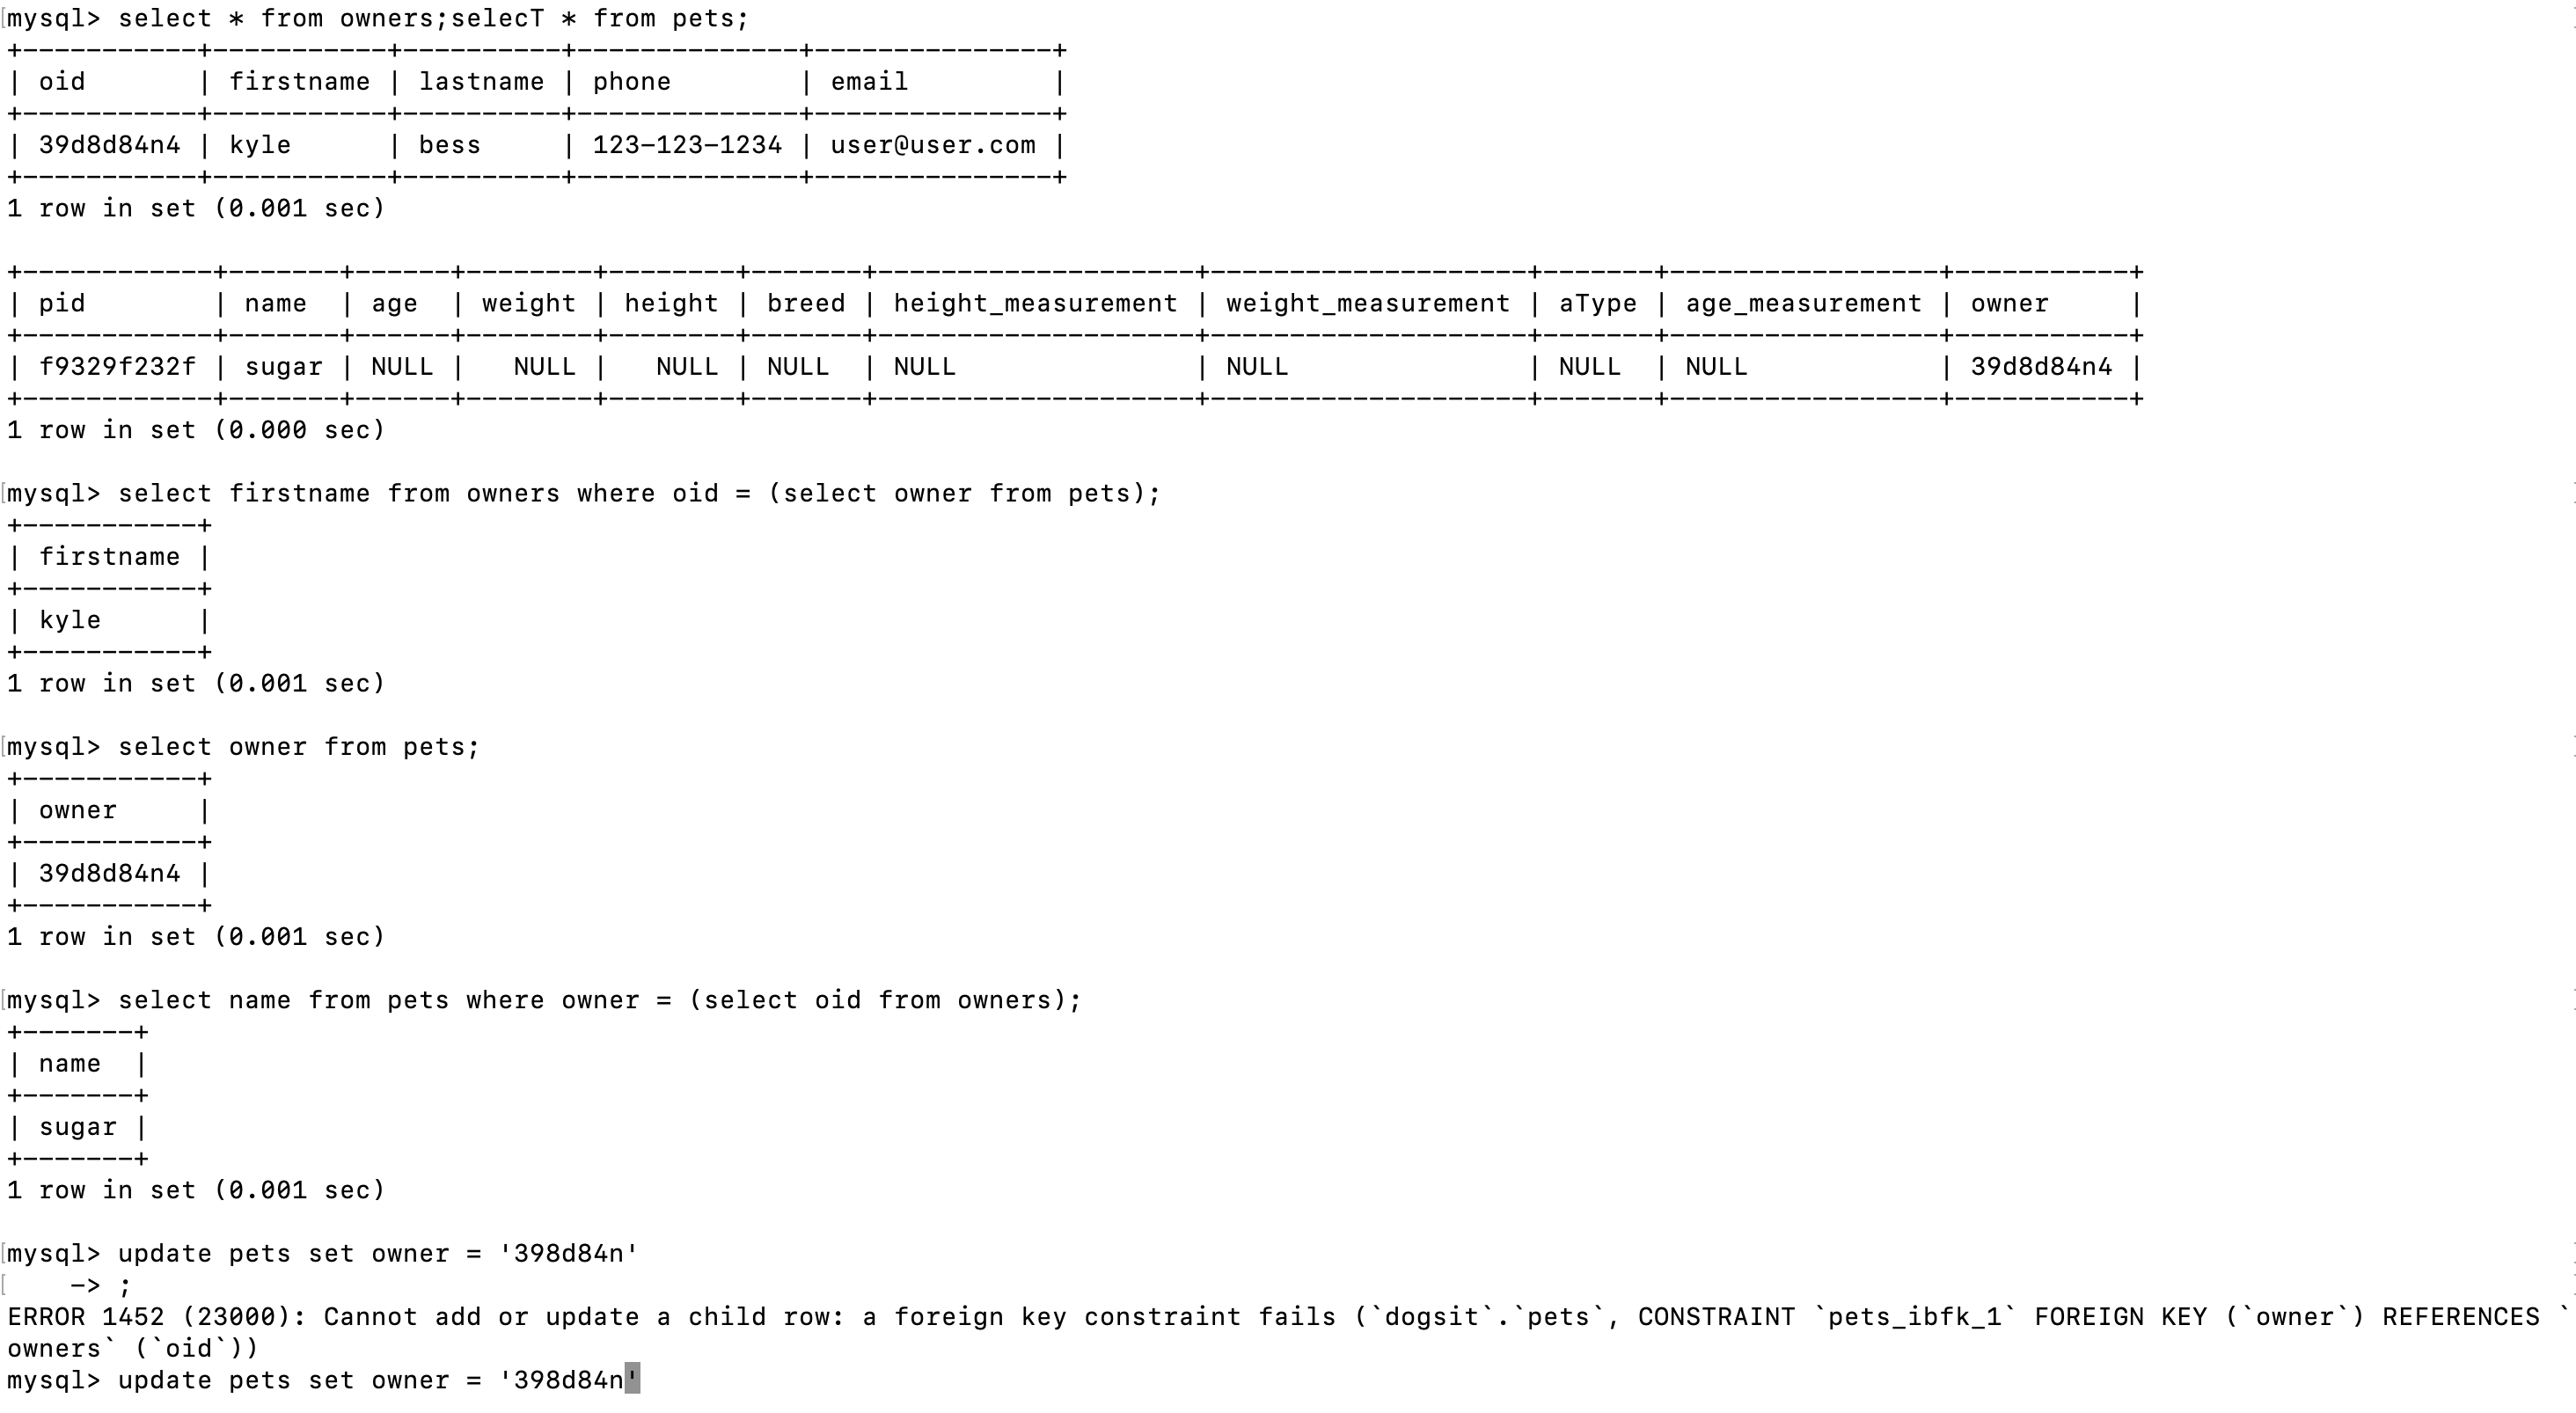 mysql> select * from owners;selecT * from pets;
+-----------+-----------+----------+--------------+---------------+
| oid       | firstname | lastname | phone        | email         |
+-----------+-----------+----------+--------------+---------------+
| 39d8d84n4 | kyle      | bess     | 123-123-1234 | user@user.com |
+-----------+-----------+----------+--------------+---------------+
1 row in set (0.001 sec)

+------------+-------+------+--------+--------+-------+--------------------+--------------------+-------+-----------------+-----------+
| pid        | name  | age  | weight | height | breed | height_measurement | weight_measurement | aType | age_measurement | owner     |
+------------+-------+------+--------+--------+-------+--------------------+--------------------+-------+-----------------+-----------+
| f9329f232f | sugar | NULL |   NULL |   NULL | NULL  | NULL               | NULL               | NULL  | NULL            | 39d8d84n4 |
+------------+-------+------+--------+--------+-------+--------------------+--------------------+-------+-----------------+-----------+
1 row in set (0.000 sec)

mysql> select firstname from owners where oid = (select owner from pets);
+-----------+
| firstname |
+-----------+
| kyle      |
+-----------+
1 row in set (0.001 sec)

mysql> select owner from pets;
+-----------+
| owner     |
+-----------+
| 39d8d84n4 |
+-----------+
1 row in set (0.001 sec)

mysql> select name from pets where owner = (select oid from owners);
+-------+
| name  |
+-------+
| sugar |
+-------+
1 row in set (0.001 sec)

mysql> update pets set owner = '398d84n'
    -> ;
ERROR 1452 (23000): Cannot add or update a child row: a foreign key constraint fails (`dogsit`.`pets`, CONSTRAINT `pets_ibfk_1` FOREIGN KEY (`owner`) REFERENCES `
owners` (`oid`))
mysql> update pets set owner = '398d84n'